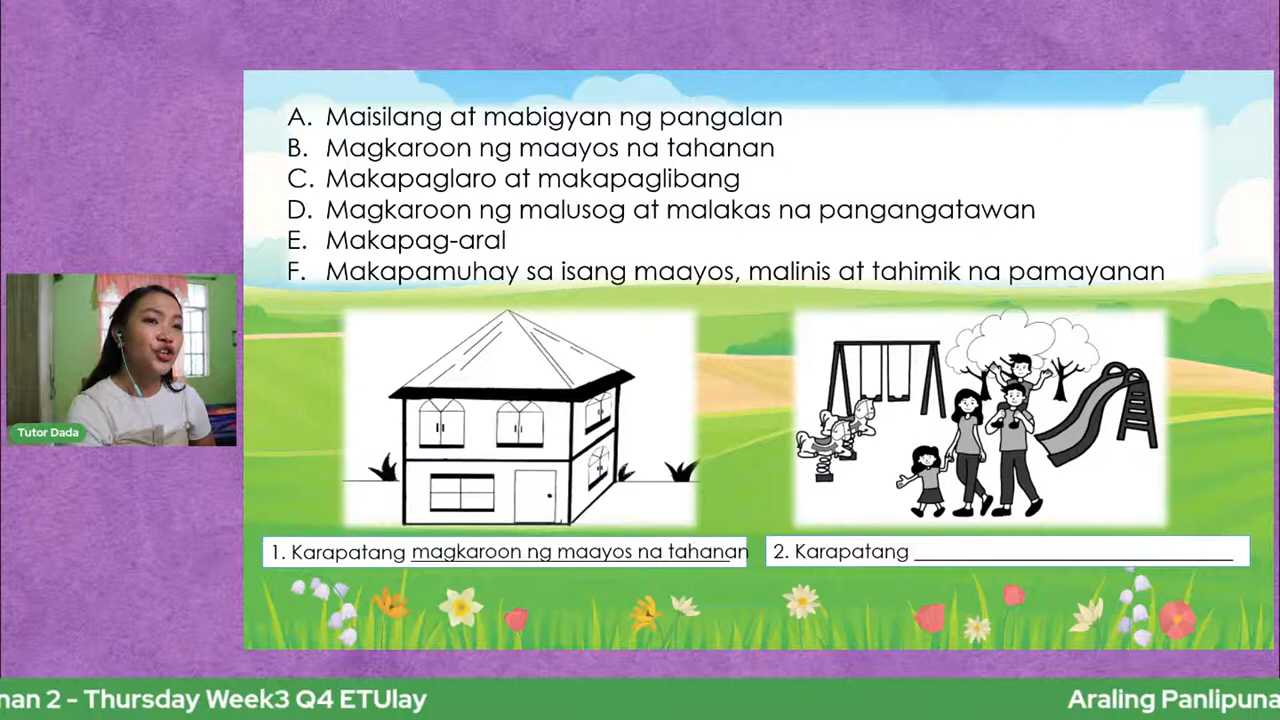 A. Maisilang at mabigyan ng pangalan
B. Magkaroon ng maayos na tahanan
C. Makapaglaro at makapaglibang
D. Magkaroon ng malusog at malakas na pangangatawan
E. Makapag-aral
F. Makapamuhay sa isang maayos, malinis at tahimik na pamayanan
Tutor Dada
1. Karapatang magkaroon ng maayos na tahanan
2. Karapatang
nan 2 - Thursday Week3 Q4 ETUlay
Araling Panlipuna